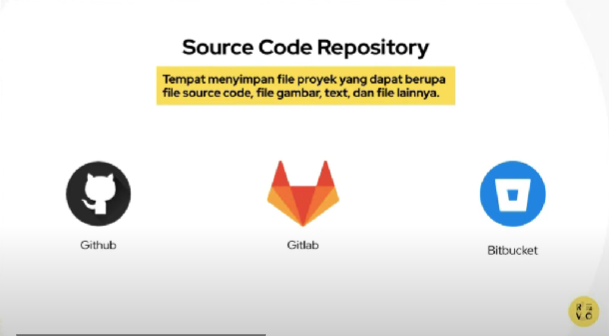 Source Code Repository
Tempat menyimpan file proyek yang dapat berupa
file source code, file gambar, text, dan file lainnya.
Github
Gitlab
Bitbucket